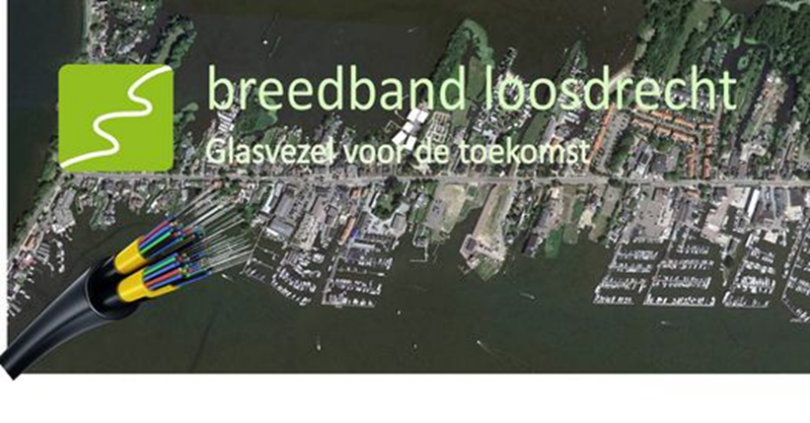 breedband loosdrecht
Glasvezel voor de toekomst